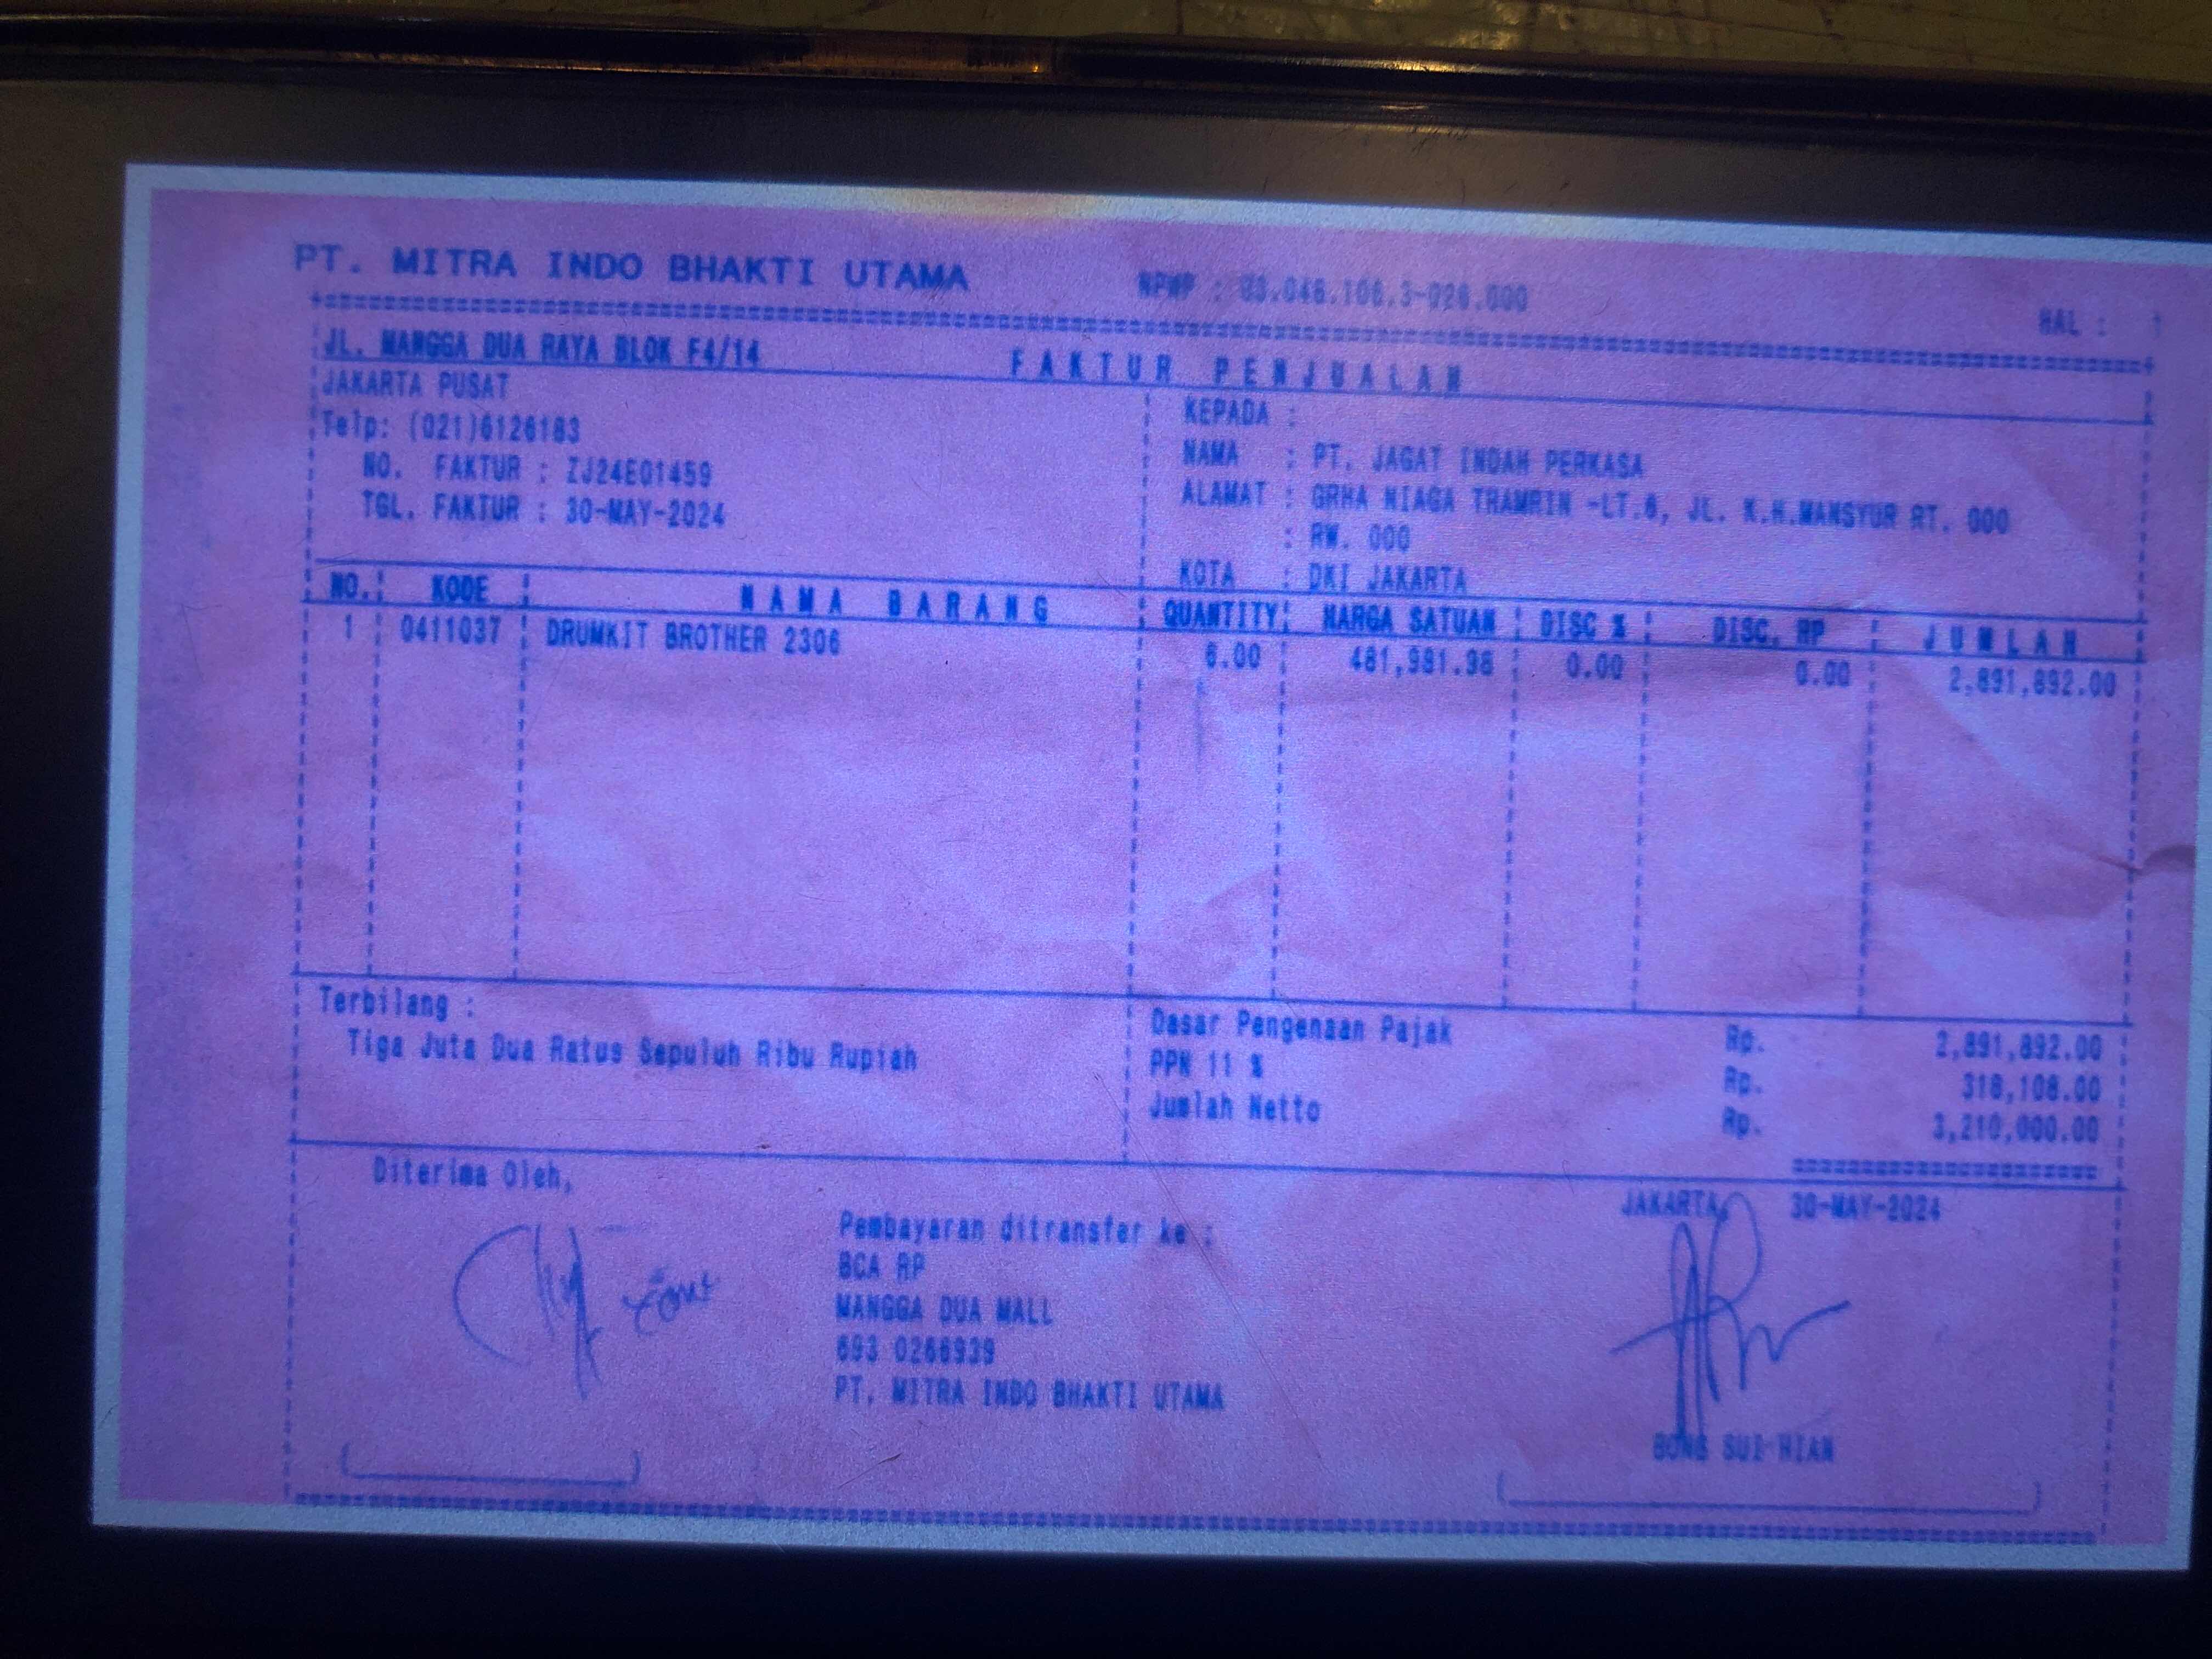 PT. MITRA INDO BHAKTI UTAMA
NPWP : 03.046.106.3-026.000
HAL : 1
JL. MANGGA DUA RAYA BLOK F4/14
FAKTUR PENJUALAN
JAKARTA PUSAT
Telp: (021)6126183
NO. FAKTUR : ZJ24E01459
TGL. FAKTUR : 30-MAY-2024
KEPADA :
NAMA : PT. JAGAT INDAH PERKASA
ALAMAT : GRHA NIAGA THAMRIN -LT.6, JL. K.H.MANSYUR RT. 000
: RW. 000
KOTA : DKI JAKARTA
NO. KODE NAMA BARANG QUANTITY HARGA SATUAN DISC % DISC. RP JUMLAH
1 0411037 DRUMKIT BROTHER 2306 6.00 481,981.98 0.00 0.00 2,891,892.00
Terbilang :
Tiga Juta Dua Ratus Sepuluh Ribu Rupiah
Dasar Pengenaan Pajak Rp. 2,891,892.00
PPN 11 % Rp. 318,108.00
Jumlah Netto Rp. 3,210,000.00
Diterima Oleh,
Pembayaran ditransfer ke :
BCA RP
MANGGA DUA MALL
693 0266939
PT. MITRA INDO BHAKTI UTAMA
JAKARTA, 30-MAY-2024
BONG SUI HIAN